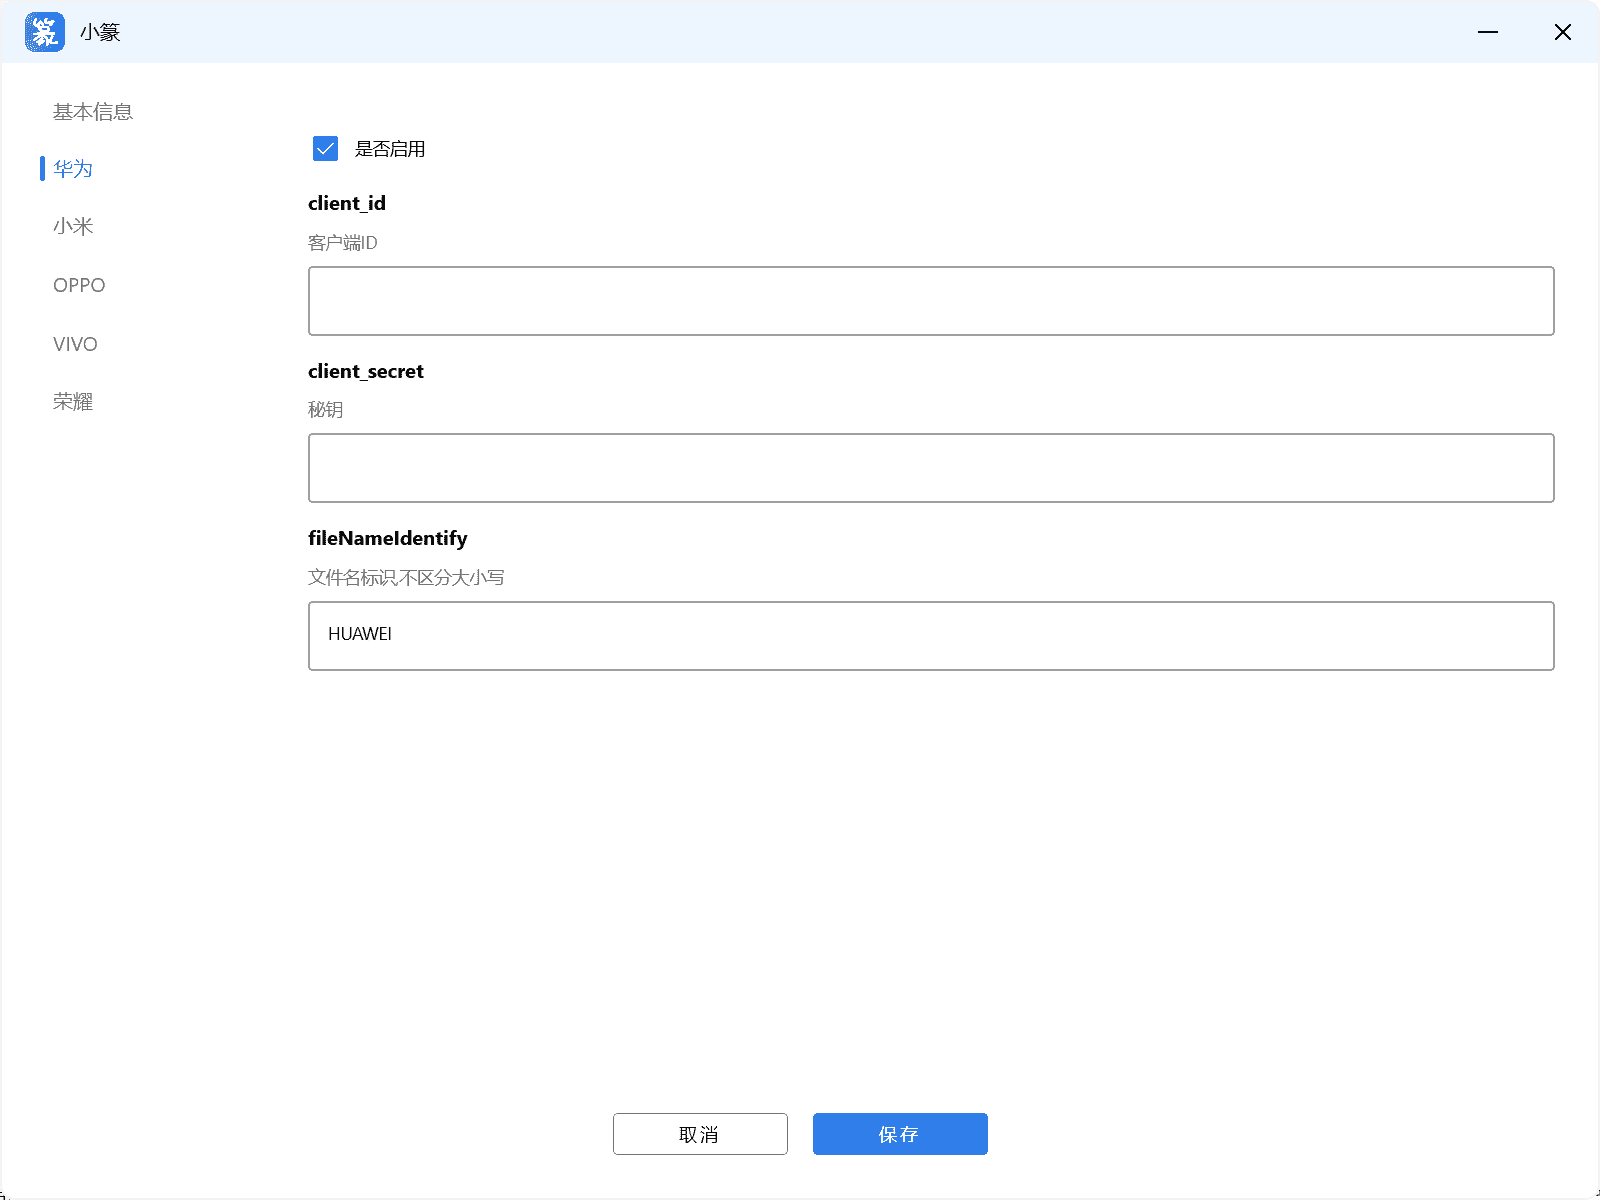 篆
小篆
基本信息
华为
小米
OPPO
VIVO
荣耀
是否启用
client_id
客户端ID
client_secret
秘钥
fileNameIdentify
文件名标识,不区分大小写
HUAWEI
取消
保存